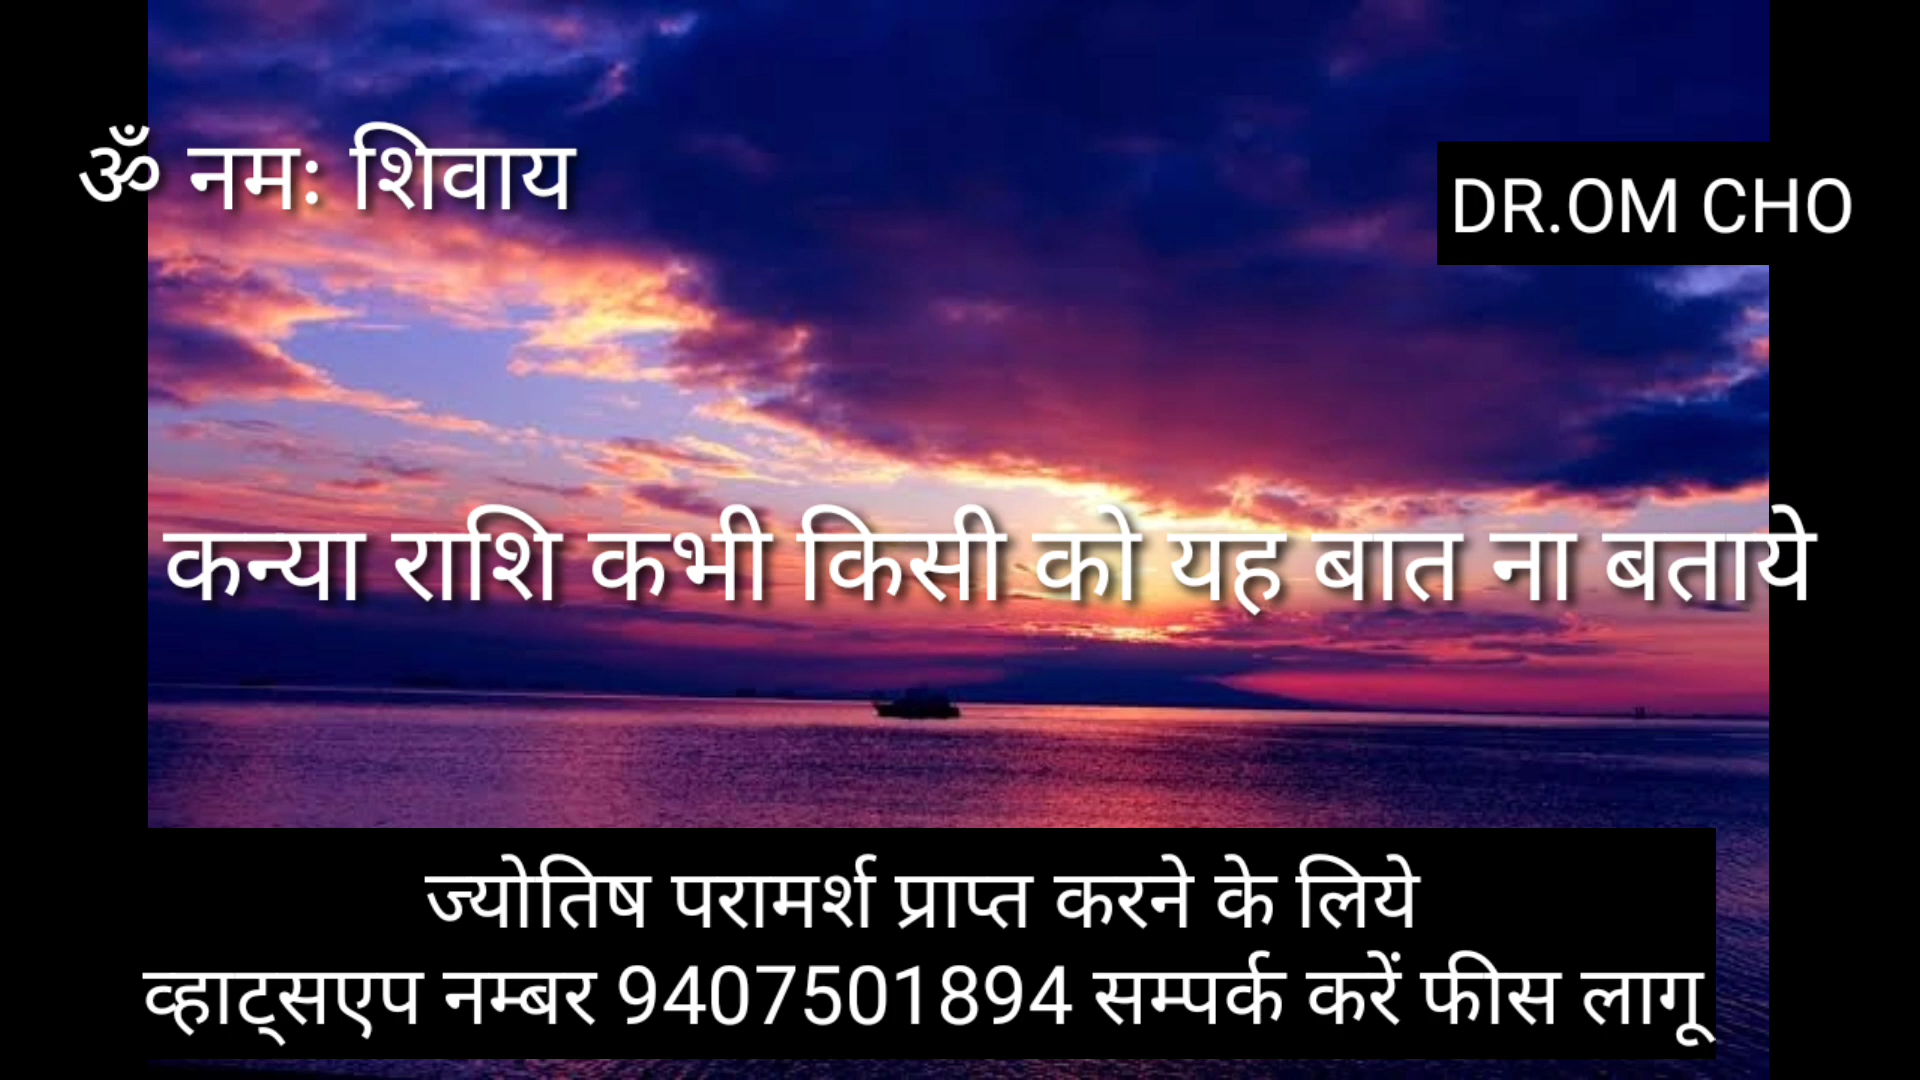 ॐ नमः शिवाय
DR.OM CHO
कन्या राशि कभी किसी को यह बात ना बताये
ज्योतिष परामर्श प्राप्त करने के लिये
व्हाट्सएप नम्बर 9407501894 सम्पर्क करें फीस लागू